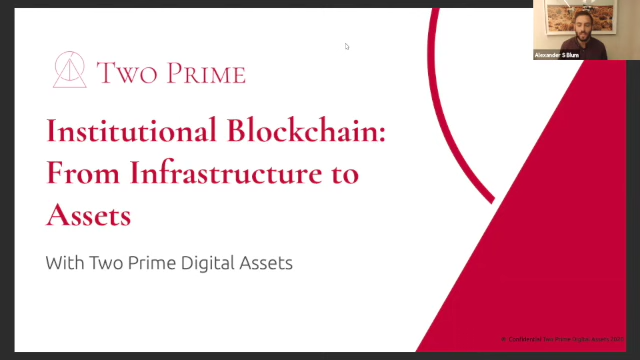 Alexander S Blum
Two Prime
Institutional Blockchain:
From Infrastructure to
Assets
With Two Prime Digital Assets
© Confidential Two Prime Digital Assets